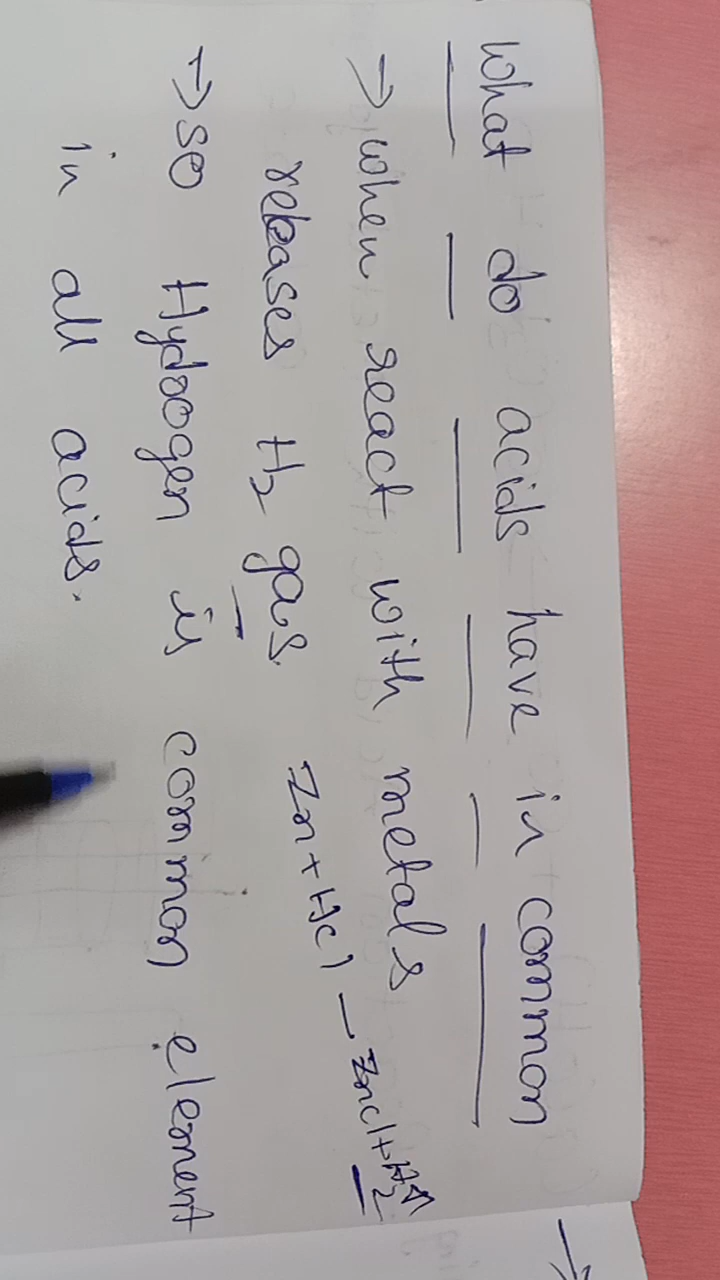 What do acids have in common
→ when react with metals
releases H₂ gas. Zn + HCl → ZnCl + H₂↑
→ so Hydrogen is common element
in all acids.